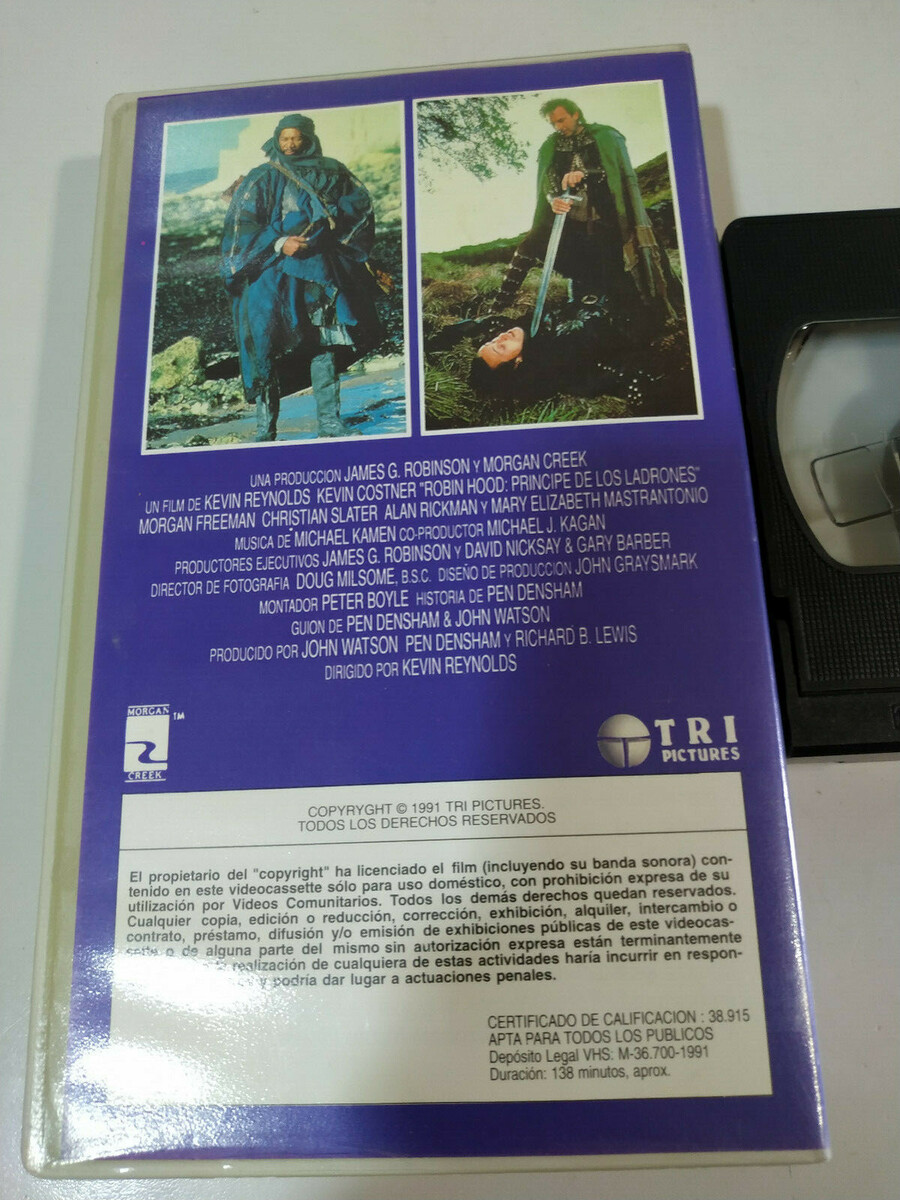 UNA PRODUCCION JAMES G. ROBINSON Y MORGAN CREEK
UN FILM DE KEVIN REYNOLDS KEVIN COSTNER "ROBIN HOOD: PRINCIPE DE LOS LADRONES"
MORGAN FREEMAN CHRISTIAN SLATER ALAN RICKMAN Y MARY ELIZABETH MASTRANTONIO
MUSICA DE MICHAEL KAMEN CO-PRODUCTOR MICHAEL J. KAGAN
PRODUCTORES EJECUTIVOS JAMES G. ROBINSON Y DAVID NICKSAY & GARY BARBER
DIRECTOR DE FOTOGRAFIA DOUG MILSOME, B.S.C. DISEÑO DE PRODUCCION JOHN GRAYSMARK
MONTADOR PETER BOYLE HISTORIA DE PEN DENSHAM
GUION DE PEN DENSHAM & JOHN WATSON
PRODUCIDO POR JOHN WATSON PEN DENSHAM Y RICHARD B. LEWIS
DIRIGIDO POR KEVIN REYNOLDS
MORGAN TM
CREEK
TRI
PICTURES
COPYRYGHT © 1991 TRI PICTURES.
TODOS LOS DERECHOS RESERVADOS
El propietario del "copyright" ha licenciado el film (incluyendo su banda sonora) con-
tenido en este videocassette sólo para uso doméstico, con prohibición expresa de su
utilización por Videos Comunitarios. Todos los demás derechos quedan reservados.
Cualquier copia, edición o reducción, corrección, exhibición, alquiler, intercambio o
contrato, préstamo, difusión y/o emisión de exhibiciones públicas de este videocas-
sette o de alguna parte del mismo sin autorización expresa están terminantemente
realización de cualquiera de estas actividades haría incurrir en respon-
y podría dar lugar a actuaciones penales.
CERTIFICADO DE CALIFICACION : 38.915
APTA PARA TODOS LOS PUBLICOS
Depósito Legal VHS: M-36.700-1991
Duración: 138 minutos, aprox.